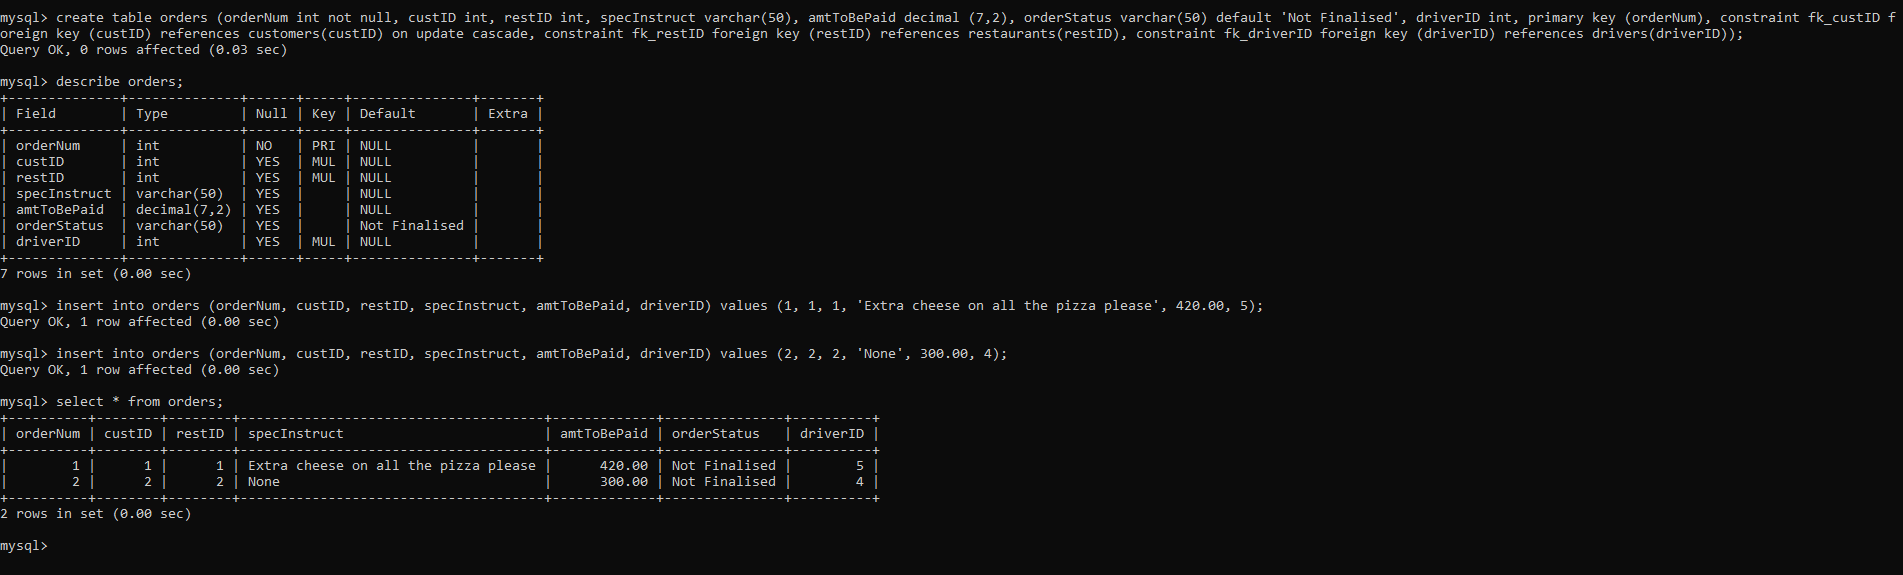 mysql> create table orders (orderNum int not null, custID int, restID int, specInstruct varchar(50), amtToBePaid decimal (7,2), orderStatus varchar(50) default 'Not Finalised', driverID int, primary key (orderNum), constraint fk_custID f
oreign key (custID) references customers(custID) on update cascade, constraint fk_restID foreign key (restID) references restaurants(restID), constraint fk_driverID foreign key (driverID) references drivers(driverID));
Query OK, 0 rows affected (0.03 sec)

mysql> describe orders;
+--------------+--------------+------+-----+---------------+-------+
| Field        | Type         | Null | Key | Default       | Extra |
+--------------+--------------+------+-----+---------------+-------+
| orderNum     | int          | NO   | PRI | NULL          |       |
| custID       | int          | YES  | MUL | NULL          |       |
| restID       | int          | YES  | MUL | NULL          |       |
| specInstruct | varchar(50)  | YES  |     | NULL          |       |
| amtToBePaid  | decimal(7,2) | YES  |     | NULL          |       |
| orderStatus  | varchar(50)  | YES  |     | Not Finalised |       |
| driverID     | int          | YES  | MUL | NULL          |       |
+--------------+--------------+------+-----+---------------+-------+
7 rows in set (0.00 sec)

mysql> insert into orders (orderNum, custID, restID, specInstruct, amtToBePaid, driverID) values (1, 1, 1, 'Extra cheese on all the pizza please', 420.00, 5);
Query OK, 1 row affected (0.00 sec)

mysql> insert into orders (orderNum, custID, restID, specInstruct, amtToBePaid, driverID) values (2, 2, 2, 'None', 300.00, 4);
Query OK, 1 row affected (0.00 sec)

mysql> select * from orders;
+----------+--------+--------+--------------------------------------+-------------+---------------+----------+
| orderNum | custID | restID | specInstruct                         | amtToBePaid | orderStatus   | driverID |
+----------+--------+--------+--------------------------------------+-------------+---------------+----------+
|        1 |      1 |      1 | Extra cheese on all the pizza please |      420.00 | Not Finalised |        5 |
|        2 |      2 |      2 | None                                 |      300.00 | Not Finalised |        4 |
+----------+--------+--------+--------------------------------------+-------------+---------------+----------+
2 rows in set (0.00 sec)

mysql>